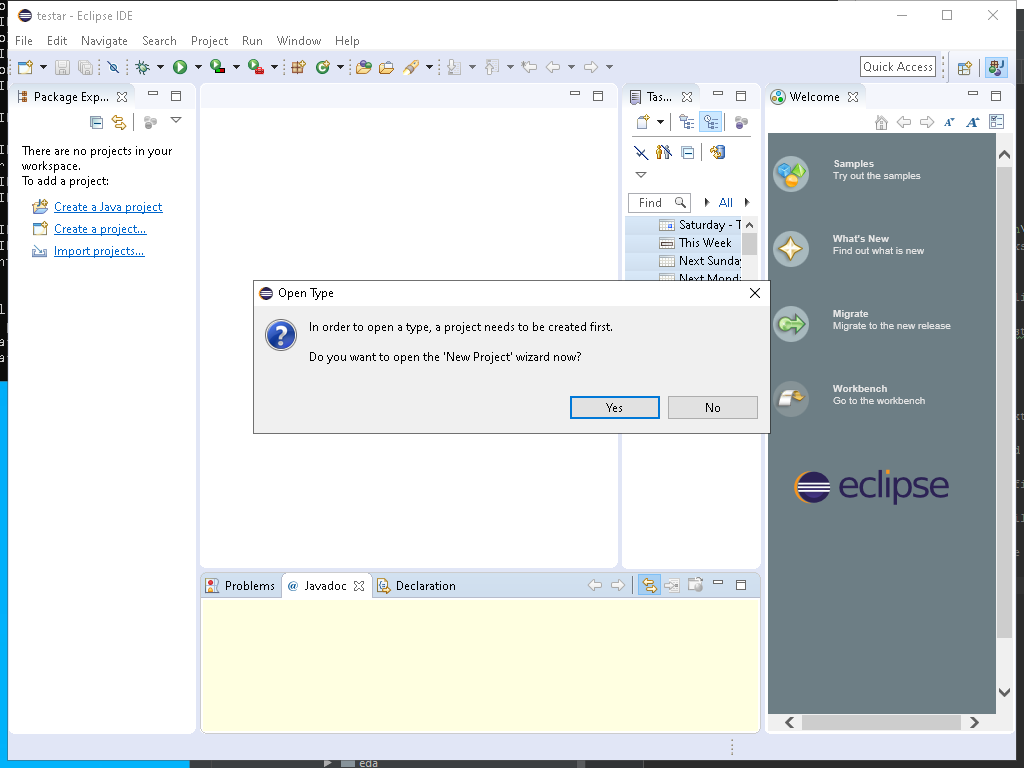 testar - Eclipse IDE
File Edit Navigate Search Project Run Window Help
Quick Access
Package Exp...
Tas...
Welcome
There are no projects in your
workspace.
To add a project:
Create a Java project
Create a project...
Import projects...
Find
All
Saturday - T
This Week
Next Sunday
Next Monda
Samples
Try out the samples
What's New
Find out what is new
Migrate
Migrate to the new release
Workbench
Go to the workbench
eclipse
Open Type
In order to open a type, a project needs to be created first.
Do you want to open the 'New Project' wizard now?
Yes
No
Problems
@ Javadoc
Declaration
eda